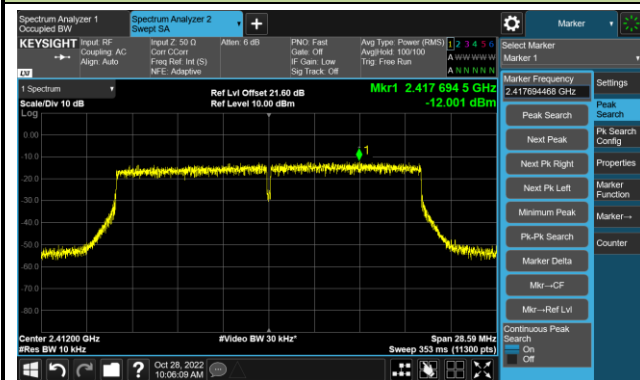 Spectrum Analyzer 1
Occupied BW
Spectrum Analyzer 2
Swept SA
Marker
KEYSIGHT
Input: RF
Coupling: AC
Align: Auto
Input Z: 50 Ω
Corr CCorr
Freq Ref: Int (S)
NFE: Adaptive
Atten: 6 dB
PNO: Fast
Gate: Off
IF Gain: Low
Sig Track: Off
Avg Type: Power (RMS)
Avg|Hold: 100/100
Trig: Free Run
1 2 3 4 5 6
A W W W W W
A N N N N N
LXI
Select Marker
Marker 1
1 Spectrum
Scale/Div 10 dB
Log
Ref Lvl Offset 21.60 dB
Ref Level 10.00 dBm
Mkr1 2.417 694 5 GHz
-12.001 dBm
0.00
-10.0
-20.0
-30.0
-40.0
-50.0
-60.0
-70.0
-80.0
1
Center 2.41200 GHz
#Res BW 10 kHz
#Video BW 30 kHz*
Span 28.59 MHz
Sweep 353 ms (11300 pts)
Marker Frequency
2.417694468 GHz
Peak Search
Next Peak
Next Pk Right
Next Pk Left
Minimum Peak
Pk-Pk Search
Marker Delta
Mkr→CF
Mkr→Ref Lvl
Continuous Peak
Search
On
Off
Settings
Peak
Search
Pk Search
Config
Properties
Marker
Function
Marker→
Counter
Oct 28, 2022
10:06:09 AM